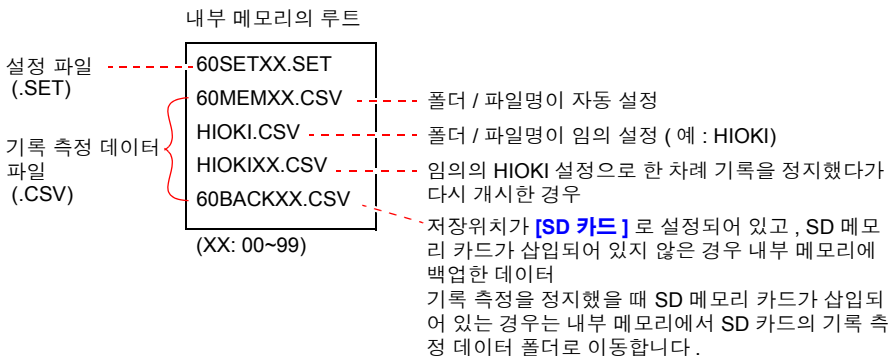 내부 메모리의 루트
설정 파일
(.SET)
60SETXX.SET
60MEMXX.CSV
폴더 / 파일명이 자동 설정
HIOKI.CSV
폴더 / 파일명이 임의 설정 ( 예 : HIOKI)
기록 측정 데이터
파일
(.CSV)
HIOKIXX.CSV
임의의 HIOKI 설정으로 한 차례 기록을 정지했다가
다시 개시한 경우
60BACKXX.CSV
저장위치가 [SD 카드 ] 로 설정되어 있고 , SD 메모
리 카드가 삽입되어 있지 않은 경우 내부 메모리에
백업한 데이터
기록 측정을 정지했을 때 SD 메모리 카드가 삽입되
어 있는 경우는 내부 메모리에서 SD 카드의 기록 측
정 데이터 폴더로 이동합니다 .
(XX: 00~99)